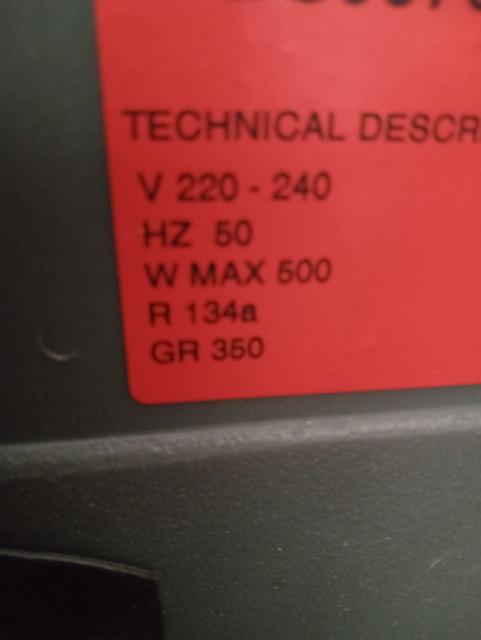 TECHNICAL DESCR
V 220 - 240
HZ 50
W MAX 500
R 134a
GR 350